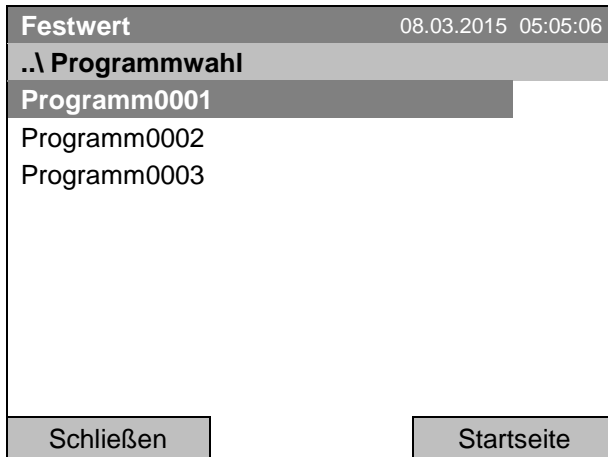 Festwert 08.03.2015 05:05:06
..\ Programmwahl
Programm0001
Programm0002
Programm0003
Schließen Startseite